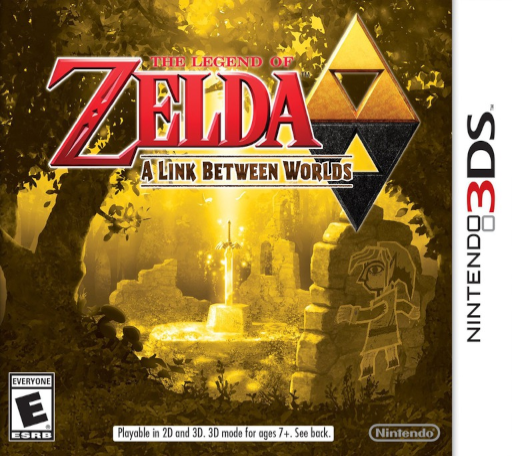 THE LEGEND OF
ZELDA
A LINK BETWEEN WORLDS
NINTENDO 3DS™
EVERYONE
E
ESRB
Playable in 2D and 3D. 3D mode for ages 7+. See back.
Nintendo